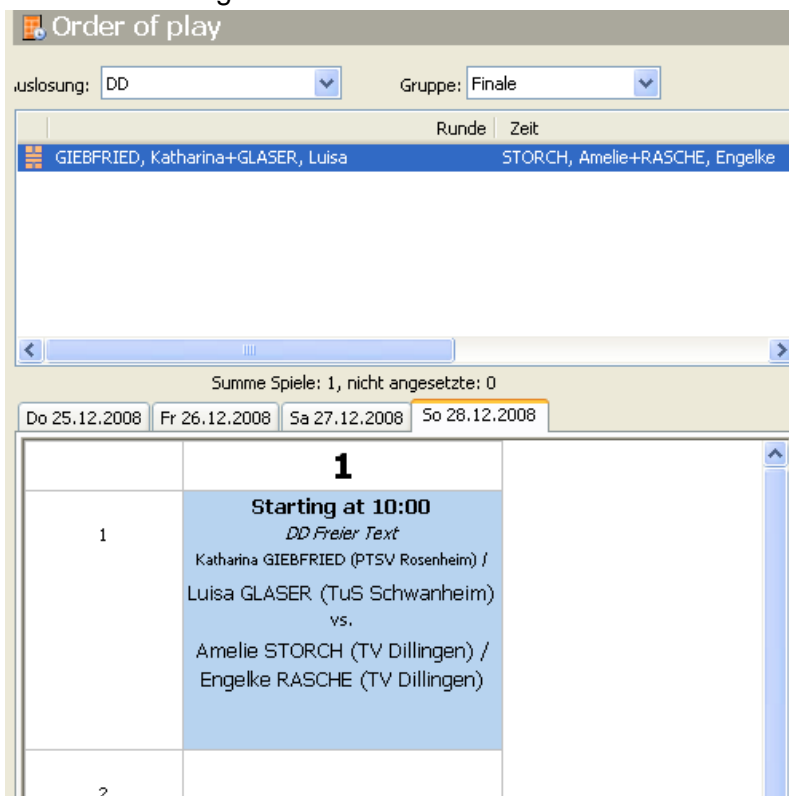 Order of play
uslosung: DD Gruppe: Finale
Runde Zeit
GIEBFRIED, Katharina+GLASER, Luisa STORCH, Amelie+RASCHE, Engelke
Summe Spiele: 1, nicht angesetzte: 0
Do 25.12.2008 Fr 26.12.2008 Sa 27.12.2008 So 28.12.2008
1
Starting at 10:00
1 DD Freier Text
Katharina GIEBFRIED (PTSV Rosenheim) /
Luisa GLASER (TuS Schwanheim)
vs.
Amelie STORCH (TV Dillingen) /
Engelke RASCHE (TV Dillingen)
2